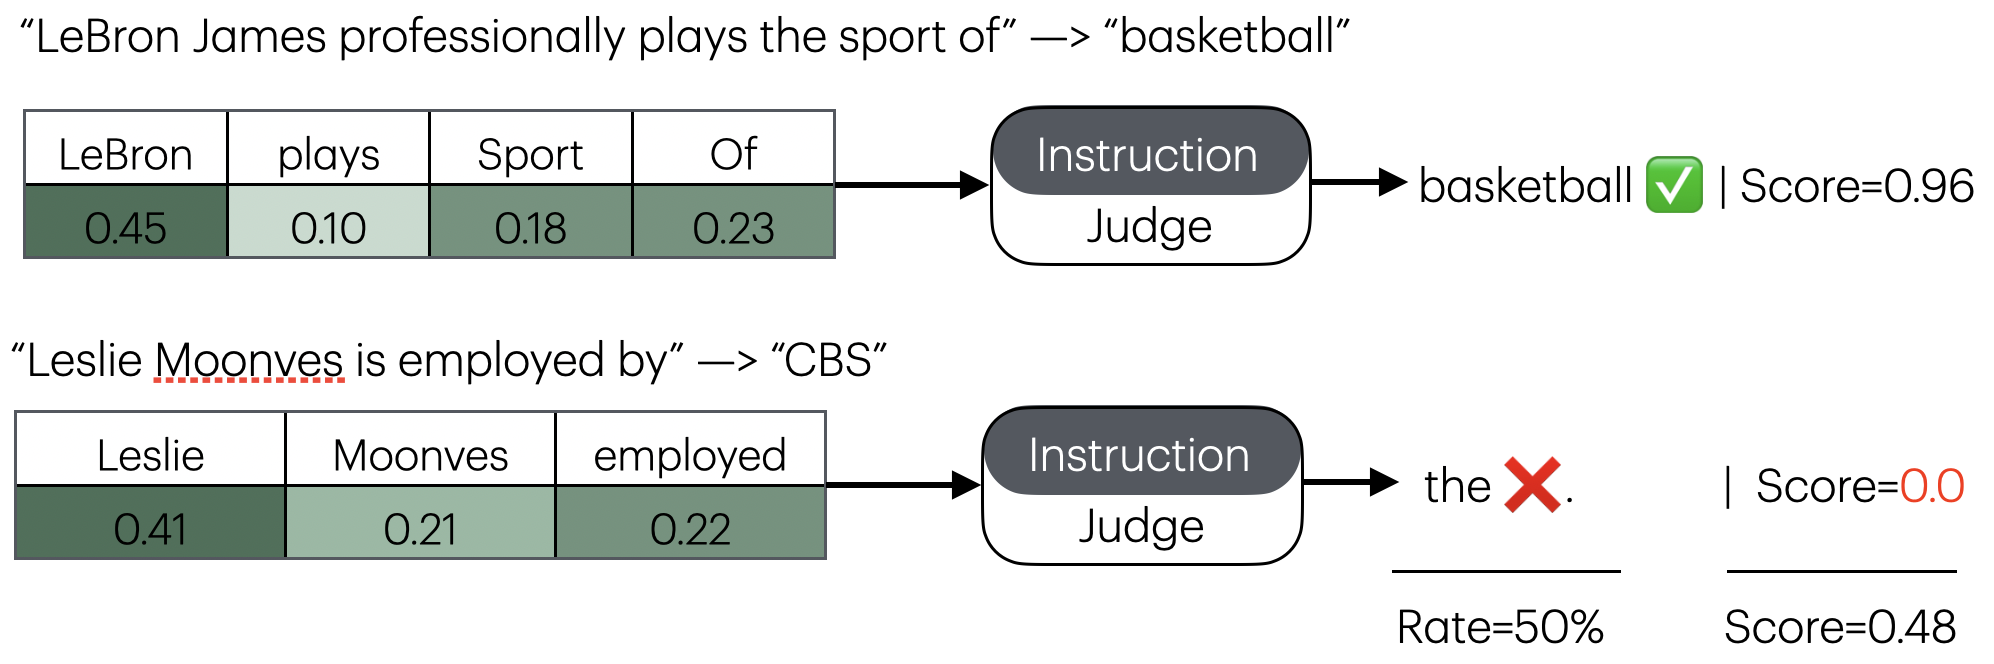 “LeBron James professionally plays the sport of” —> “basketball”
LeBron plays Sport Of
0.45 0.10 0.18 0.23
Instruction
Judge
basketball ✅ | Score=0.96
“Leslie Moonves is employed by” —> “CBS”
Leslie Moonves employed
0.41 0.21 0.22
Instruction
Judge
the ❌. | Score=0.0
Rate=50% Score=0.48